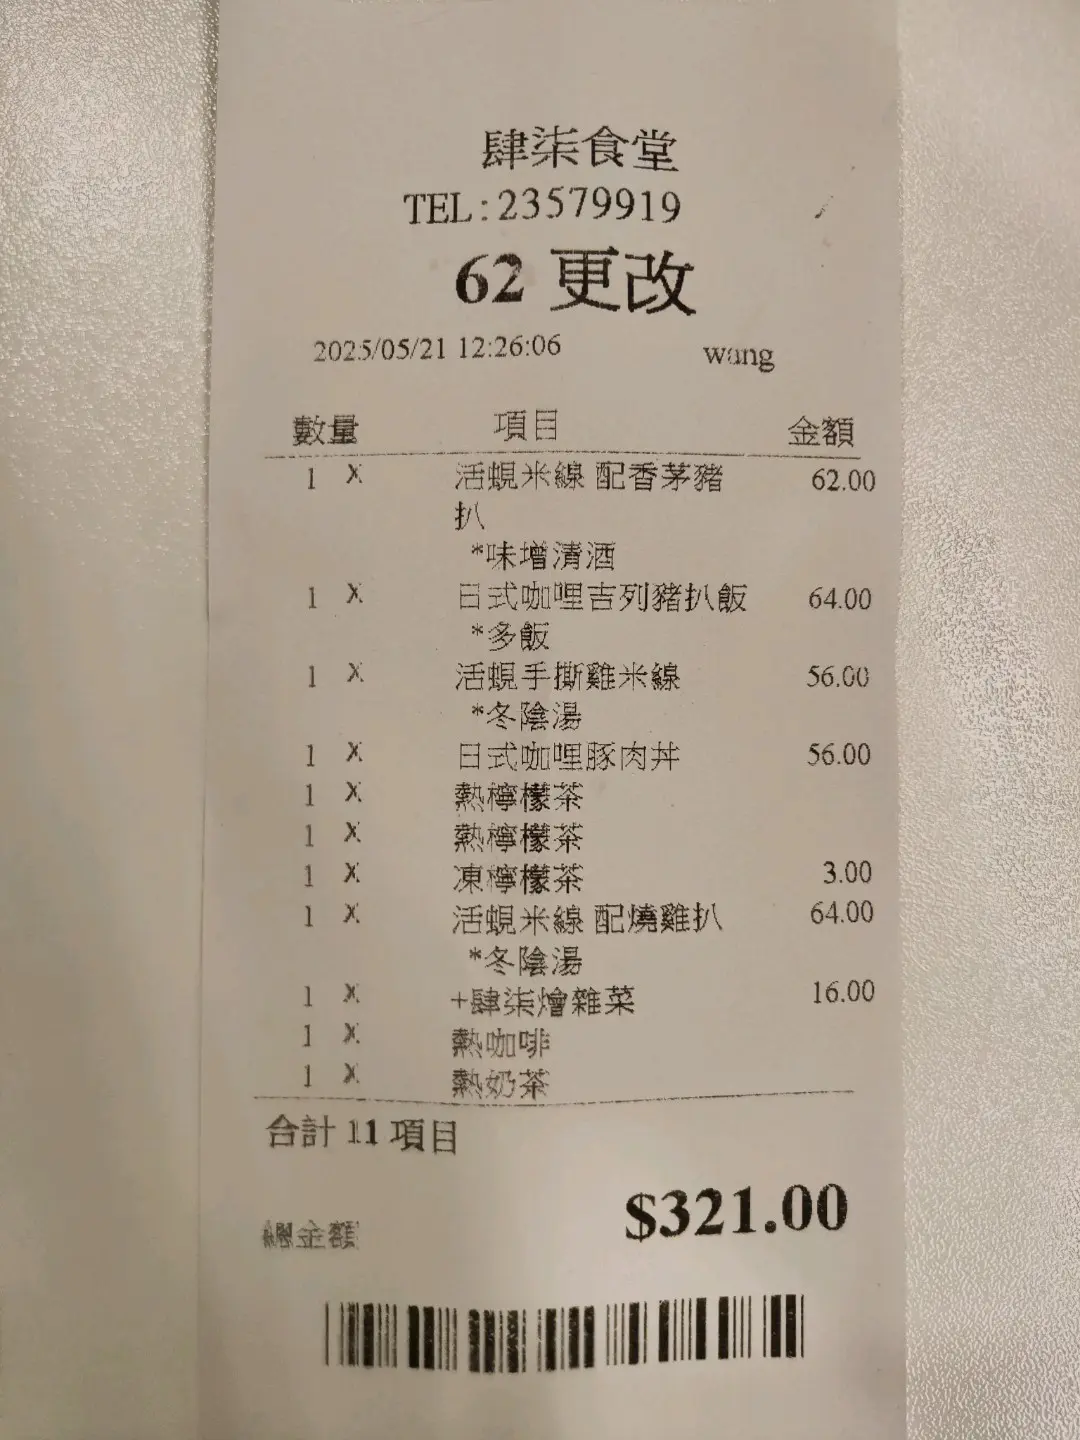 肆柒食堂
TEL:23579919
62 更改
2025/05/21 12:26:06 wang
數量 項目 金額
1 X 活蜆米線 配香茅豬 62.00
扒
*味增清酒
1 X 日式咖哩吉列豬扒飯 64.00
*多飯
1 X 活蜆手撕雞米線 56.00
*冬陰湯
1 X 日式咖哩豚肉丼 56.00
1 X 熱檸檬茶
1 X 熱檸檬茶
1 X 凍檸檬茶 3.00
1 X 活蜆米線 配燒雞扒 64.00
*冬陰湯
1 X +肆柒燴雜菜 16.00
1 X 熱咖啡
1 X 熱奶茶
合計 11 項目
$321.00
總金額